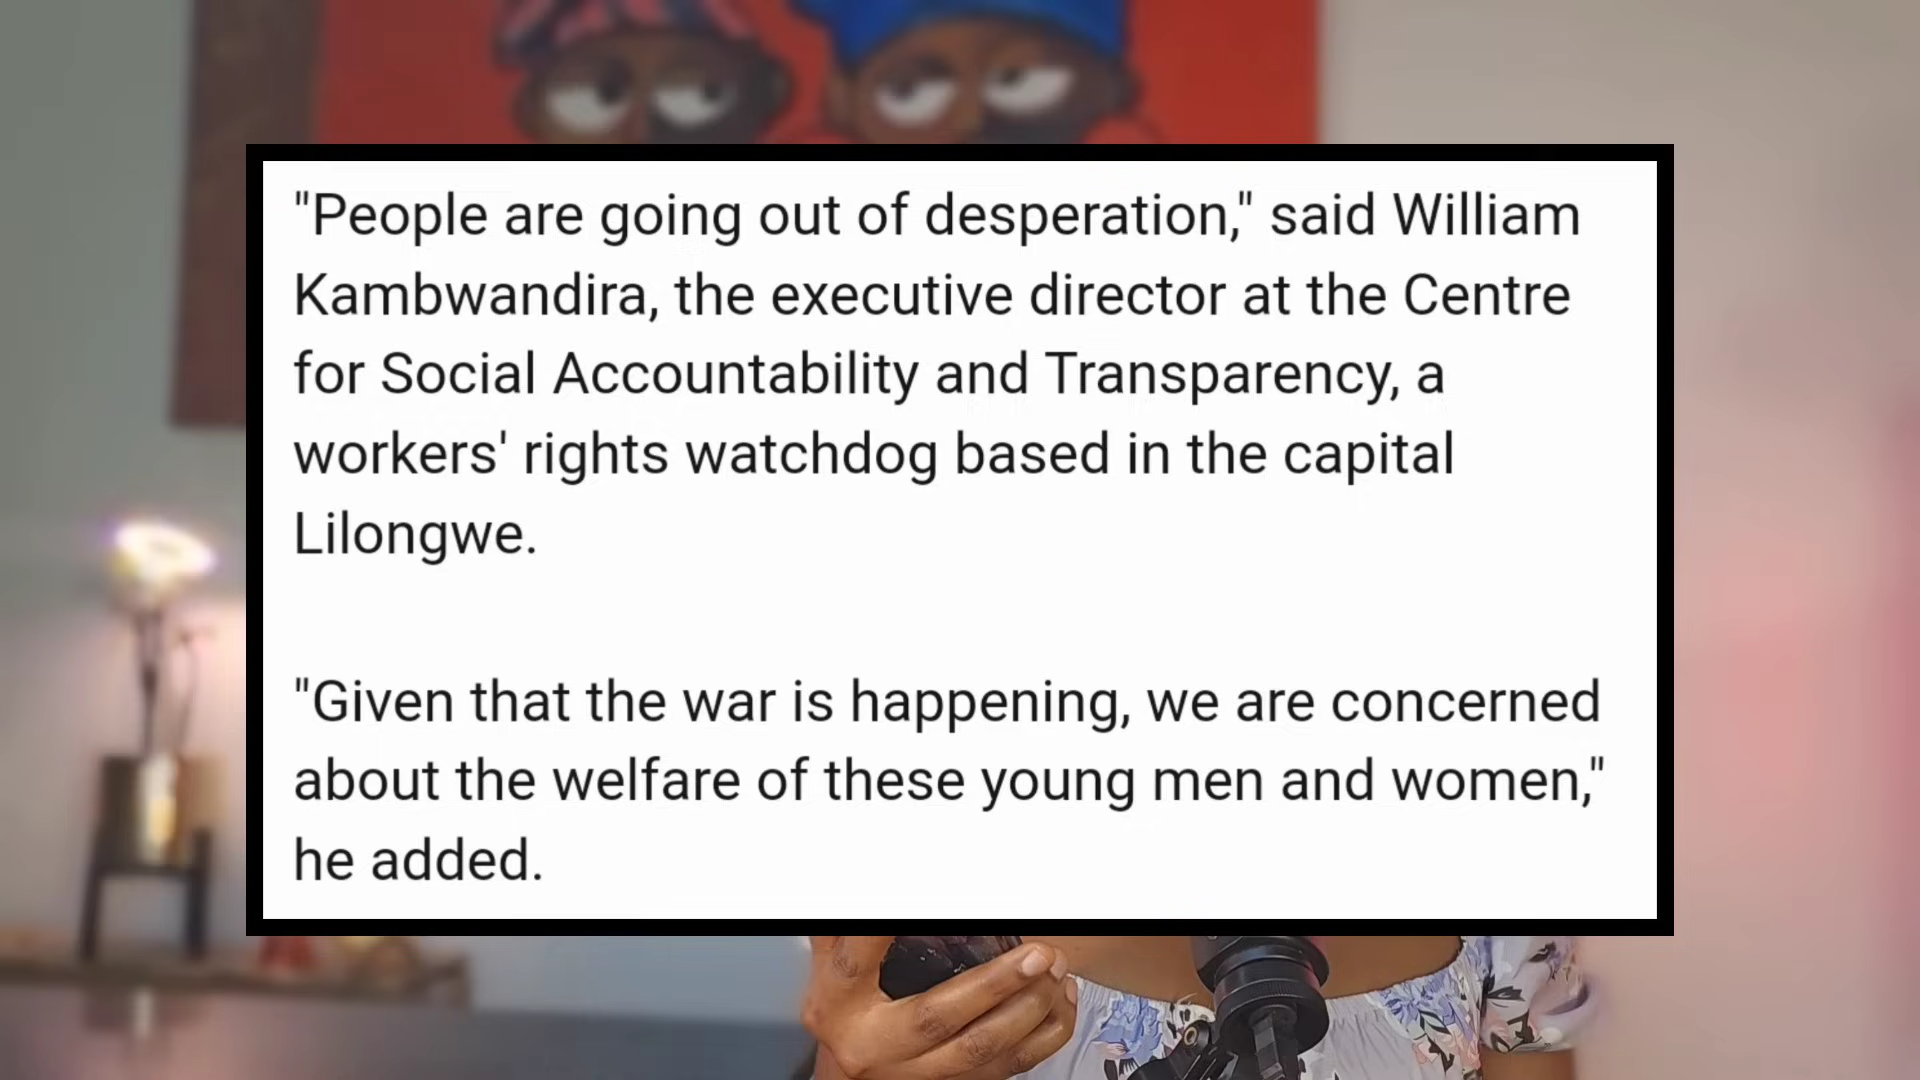 "People are going out of desperation," said William
Kambwandira, the executive director at the Centre
for Social Accountability and Transparency, a
workers' rights watchdog based in the capital
Lilongwe.
"Given that the war is happening, we are concerned
about the welfare of these young men and women,"
he added.